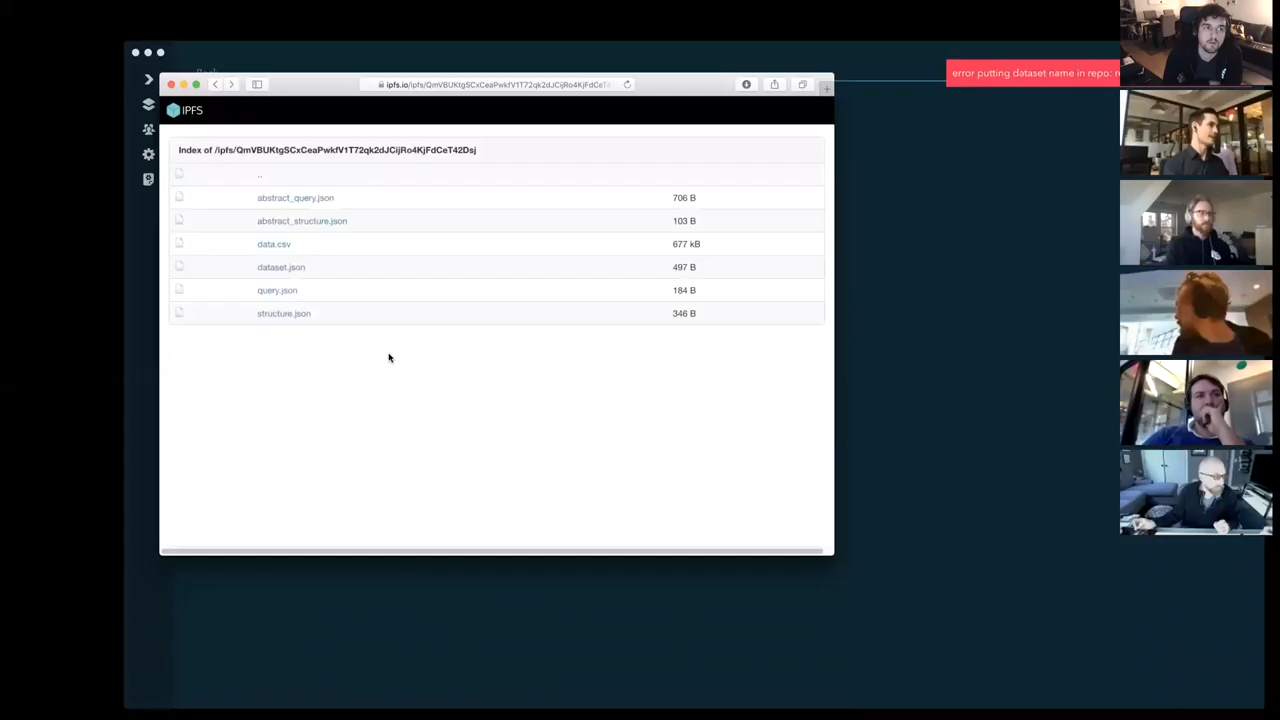 error putting dataset name in repo: r
ipfs.io/ipfs/QmVBUKtgSCxCeaPwkfV1T72qk2dJCijRo4KjFdCeT4
IPFS
Index of /ipfs/QmVBUKtgSCxCeaPwkfV1T72qk2dJCijRo4KjFdCeT42Dsj
..
abstract_query.json 706 B
abstract_structure.json 103 B
data.csv 677 kB
dataset.json 497 B
query.json 184 B
structure.json 346 B